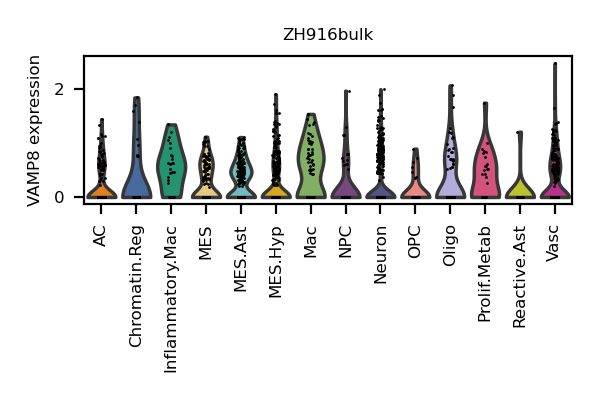 ZH916bulk
VAMP8 expression
2
0
AC
Chromatin.Reg
Inflammatory.Mac
MES
MES.Ast
MES.Hyp
Mac
NPC
Neuron
OPC
Oligo
Prolif.Metab
Reactive.Ast
Vasc